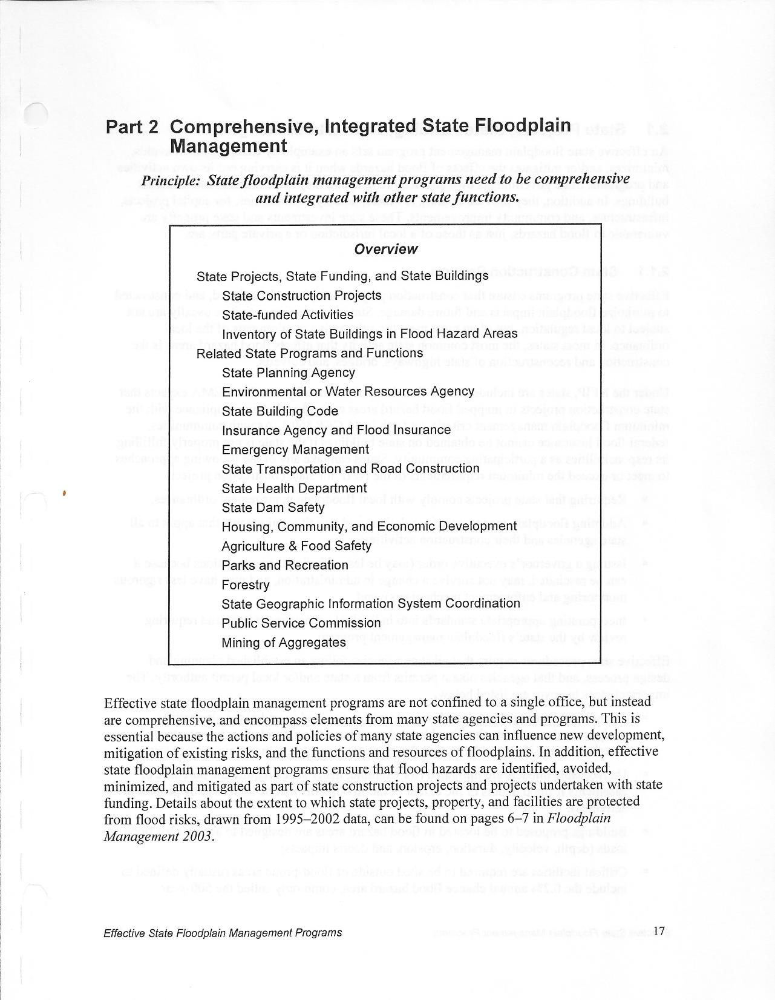 Part 2 Comprehensive, Integrated State Floodplain
Management
Principle: State floodplain management programs need to be comprehensive
and integrated with other state functions.
Overview
State Projects, State Funding, and State Buildings
State Construction Projects
State-funded Activities
Inventory of State Buildings in Flood Hazard Areas
Related State Programs and Functions
State Planning Agency
Environmental or Water Resources Agency
State Building Code
Insurance Agency and Flood Insurance
Emergency Management
State Transportation and Road Construction
State Health Department
State Dam Safety
Housing, Community, and Economic Development
Agriculture & Food Safety
Parks and Recreation
Forestry
State Geographic Information System Coordination
Public Service Commission
Mining of Aggregates
Effective state floodplain management programs are not confined to a single office, but instead
are comprehensive, and encompass elements from many state agencies and programs. This is
essential because the actions and policies of many state agencies can influence new development,
mitigation of existing risks, and the functions and resources of floodplains. In addition, effective
state floodplain management programs ensure that flood hazards are identified, avoided,
minimized, and mitigated as part of state construction projects and projects undertaken with state
funding. Details about the extent to which state projects, property, and facilities are protected
from flood risks, drawn from 1995–2002 data, can be found on pages 6–7 in Floodplain
Management 2003.
Effective State Floodplain Management Programs 17